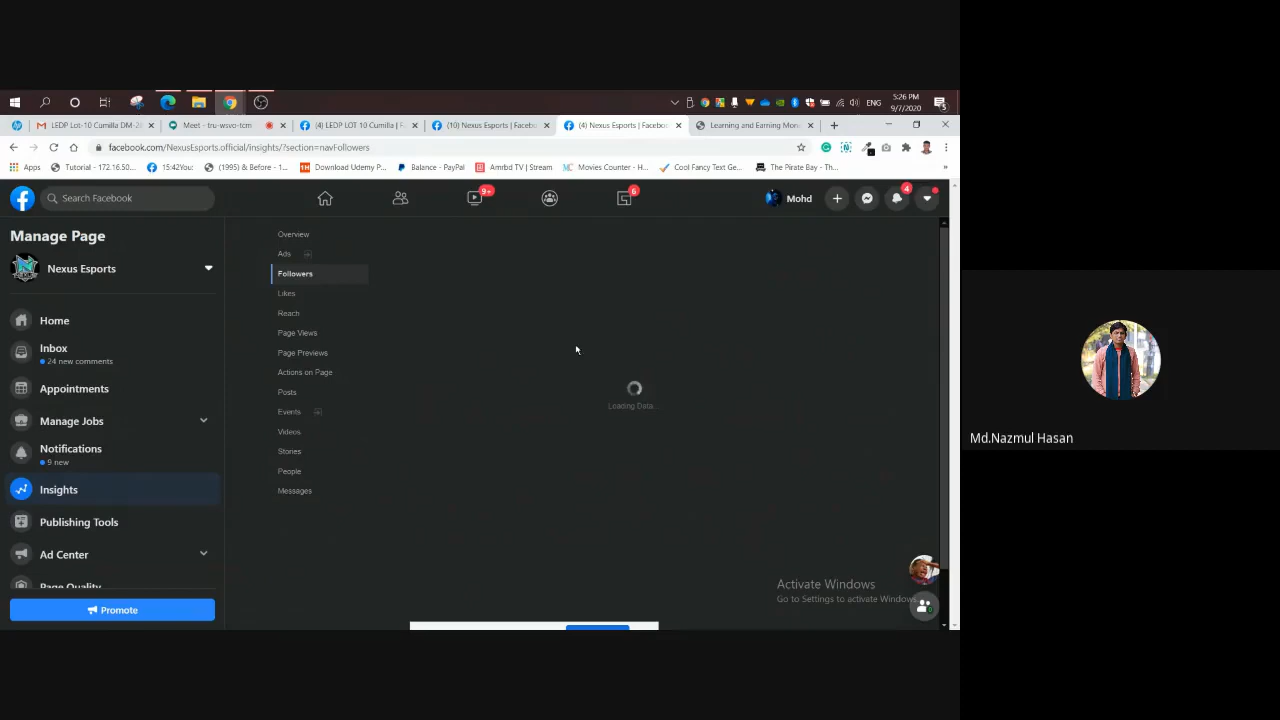 5:26 PM
ENG
9/7/2020
LEDP Lot-10 Cumilla DM-2
Meet - tru-wsvo-tcm
(4) LEDP LOT 10 Cumilla | F
(10) Nexus Esports | Facebo
(4) Nexus Esports | Facebo
Learning and Earning Mon
facebook.com/NexusEsports.official/insights/?section=navFollowers
Apps
Tutorial - 172.16.50...
15:42You:
(1995) & Before - 1...
Download Udemy P...
Balance - PayPal
Amrbd TV | Stream
Movies Counter - H...
Cool Fancy Text Ge...
The Pirate Bay - Th...
Search Facebook
9+
6
Mohd
4
Manage Page
Nexus Esports
Home
Inbox
24 new comments
Appointments
Manage Jobs
Notifications
9 new
Insights
Publishing Tools
Ad Center
Page Quality
Promote
Overview
Ads
Followers
Likes
Reach
Page Views
Page Previews
Actions on Page
Posts
Events
Videos
Stories
People
Messages
Loading Data...
Activate Windows
Go to Settings to activate Windows
Md.Nazmul Hasan